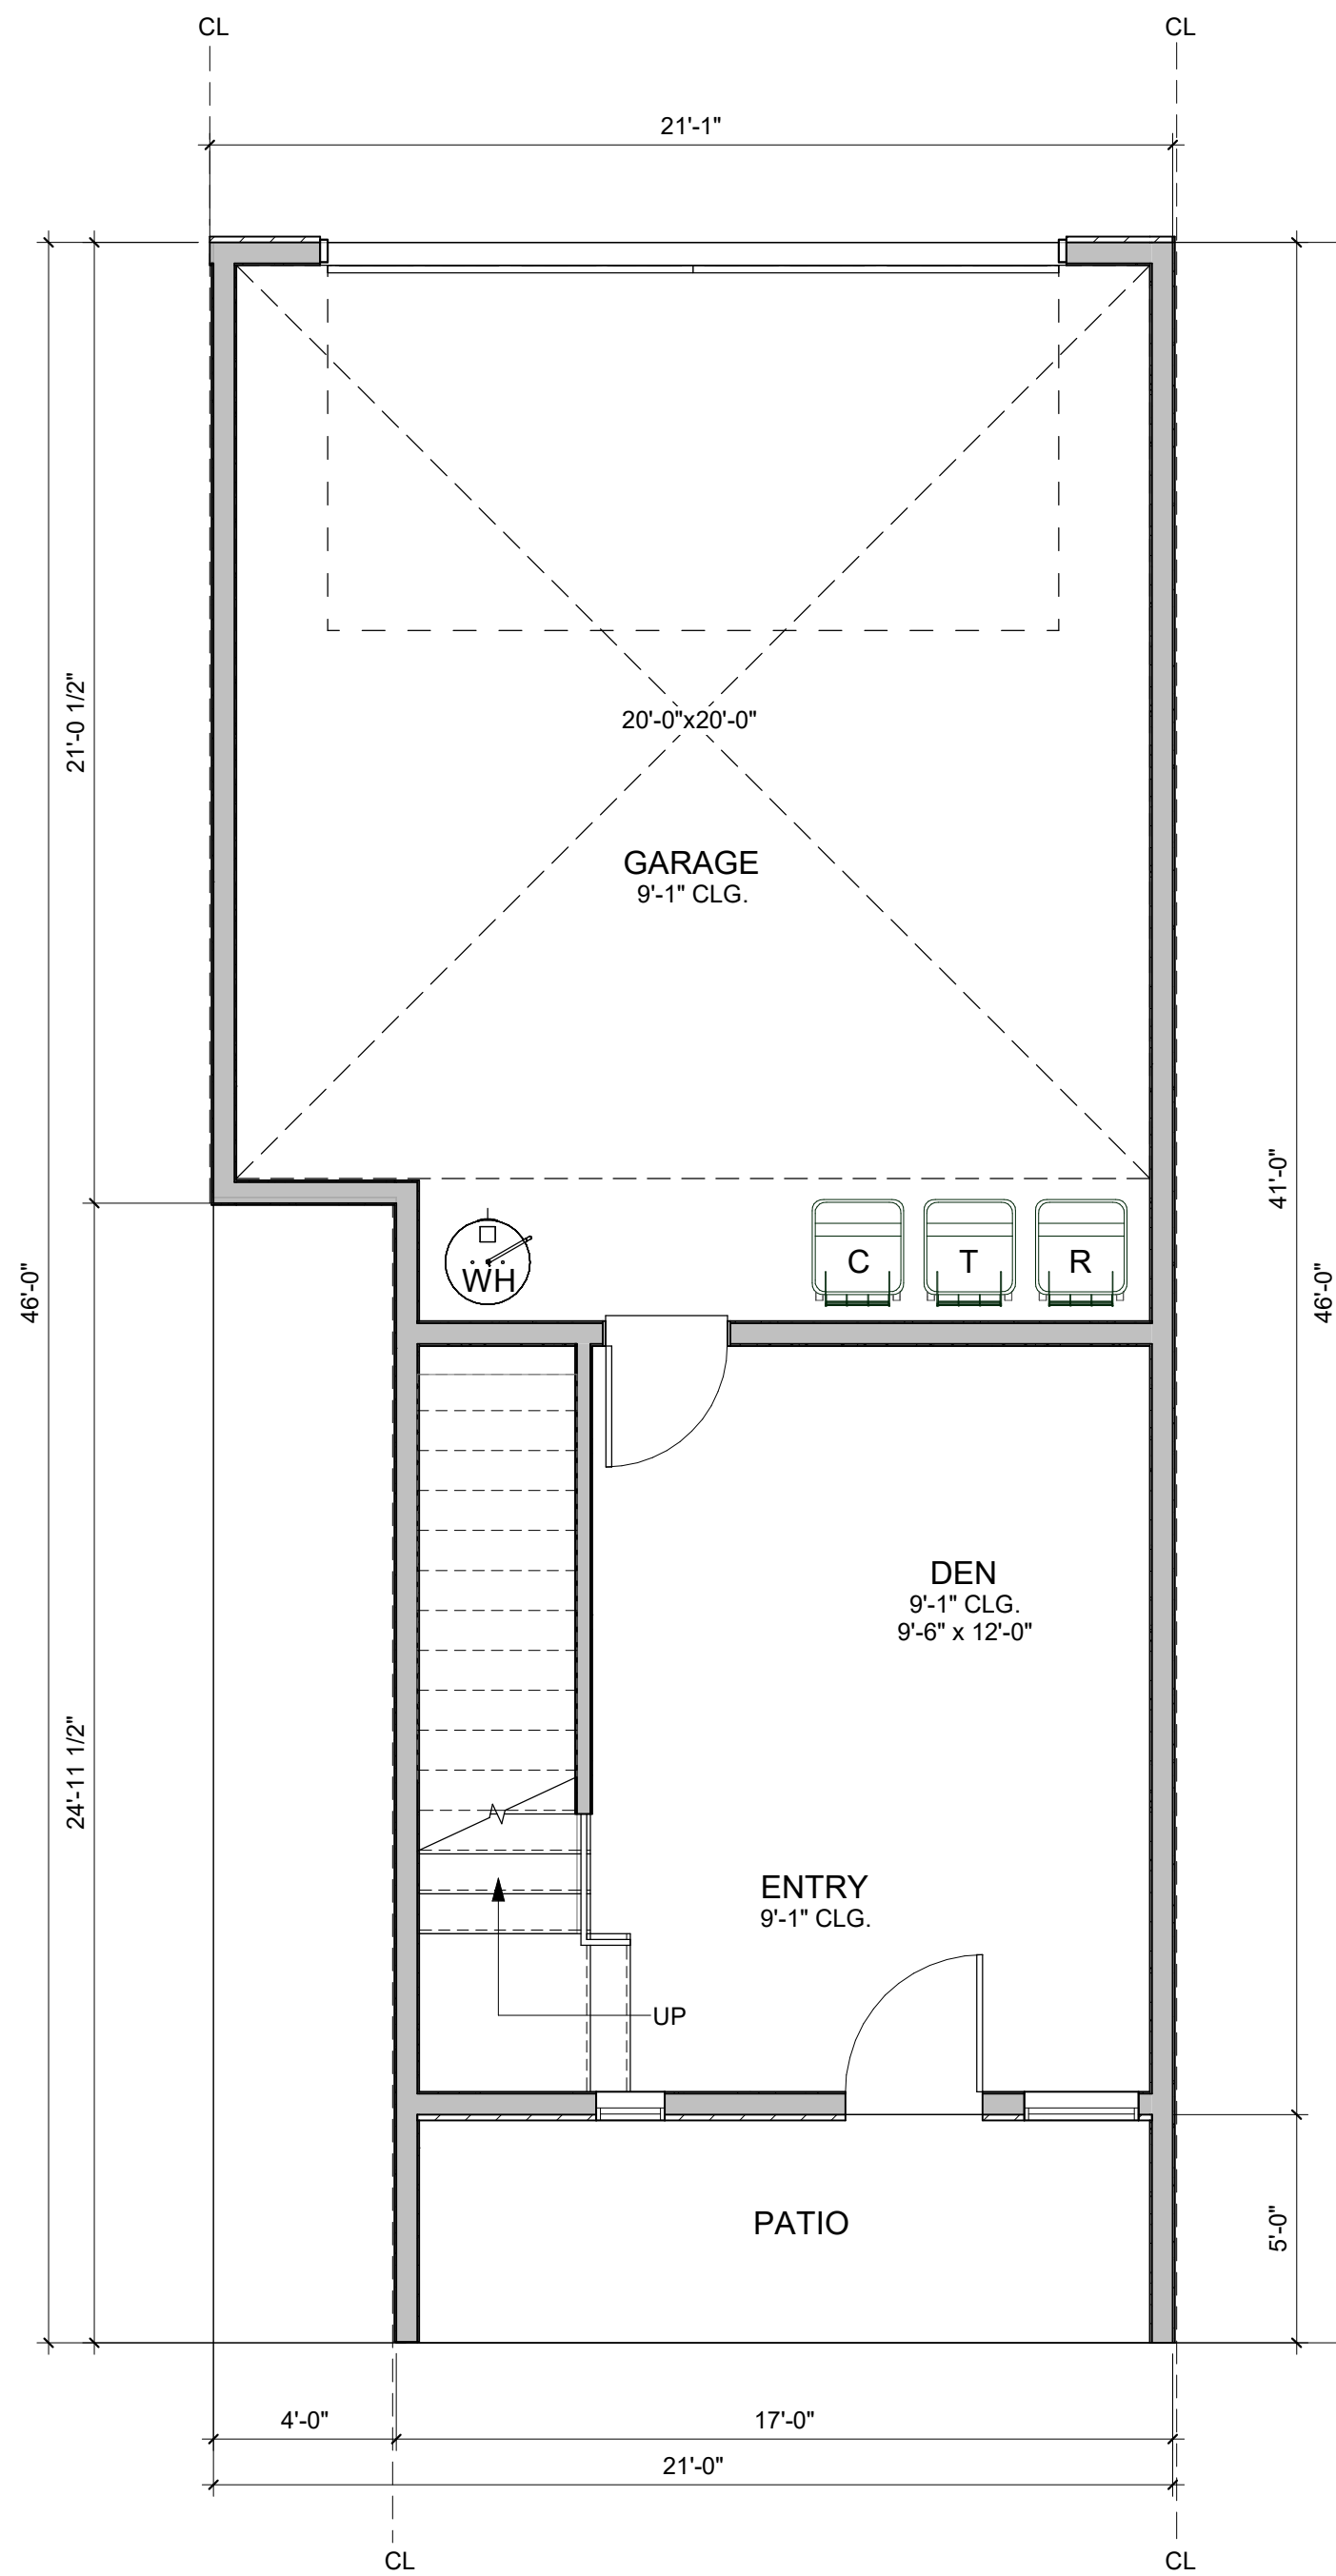 CL
CL
21'-1"
21'-0 1/2"
20'-0"x20'-0"
GARAGE
9'-1" CLG.
41'-0"
46'-0"
46'-0"
WH
C
T
R
DEN
9'-1" CLG.
9'-6" x 12'-0"
24'-11 1/2"
ENTRY
9'-1" CLG.
UP
PATIO
5'-0"
4'-0"
17'-0"
21'-0"
CL
CL